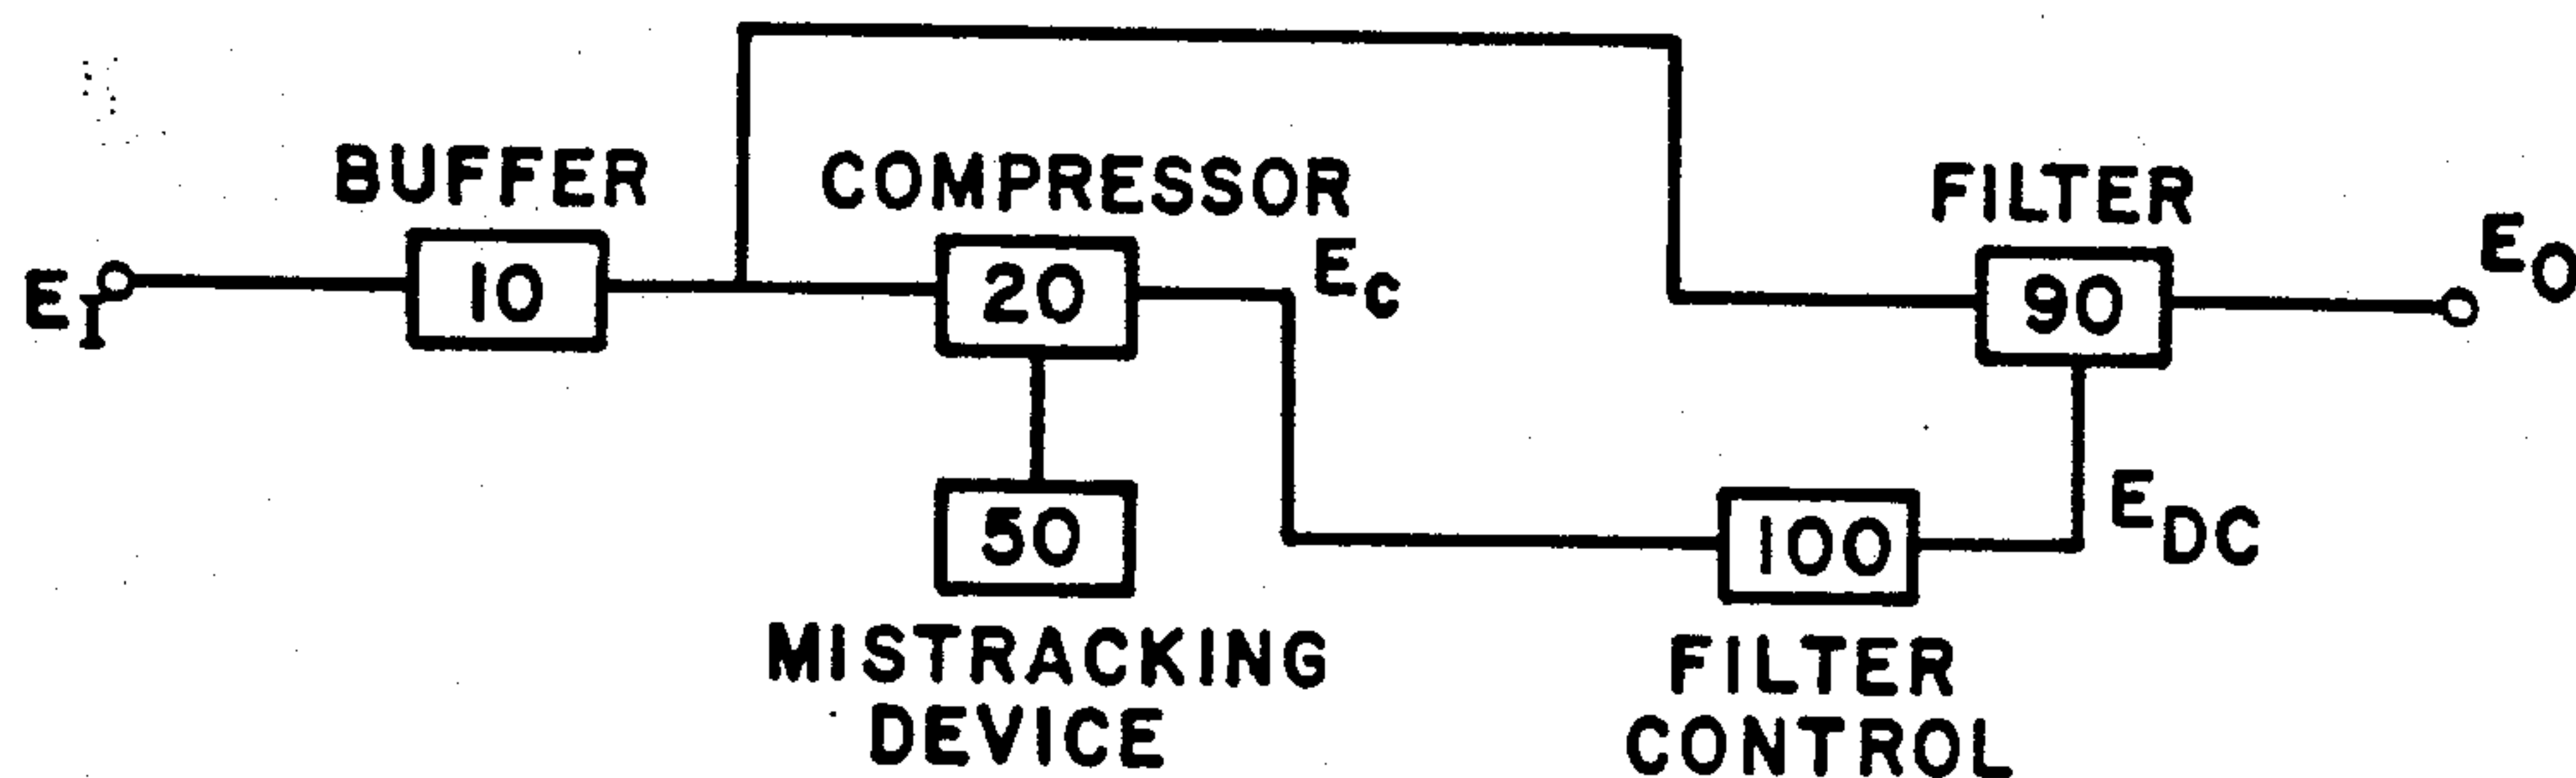 BUFFER
COMPRESSOR
FILTER
E_I
10
20
E_C
90
E_O
50
100
E_DC
MISTRACKING
DEVICE
FILTER
CONTROL